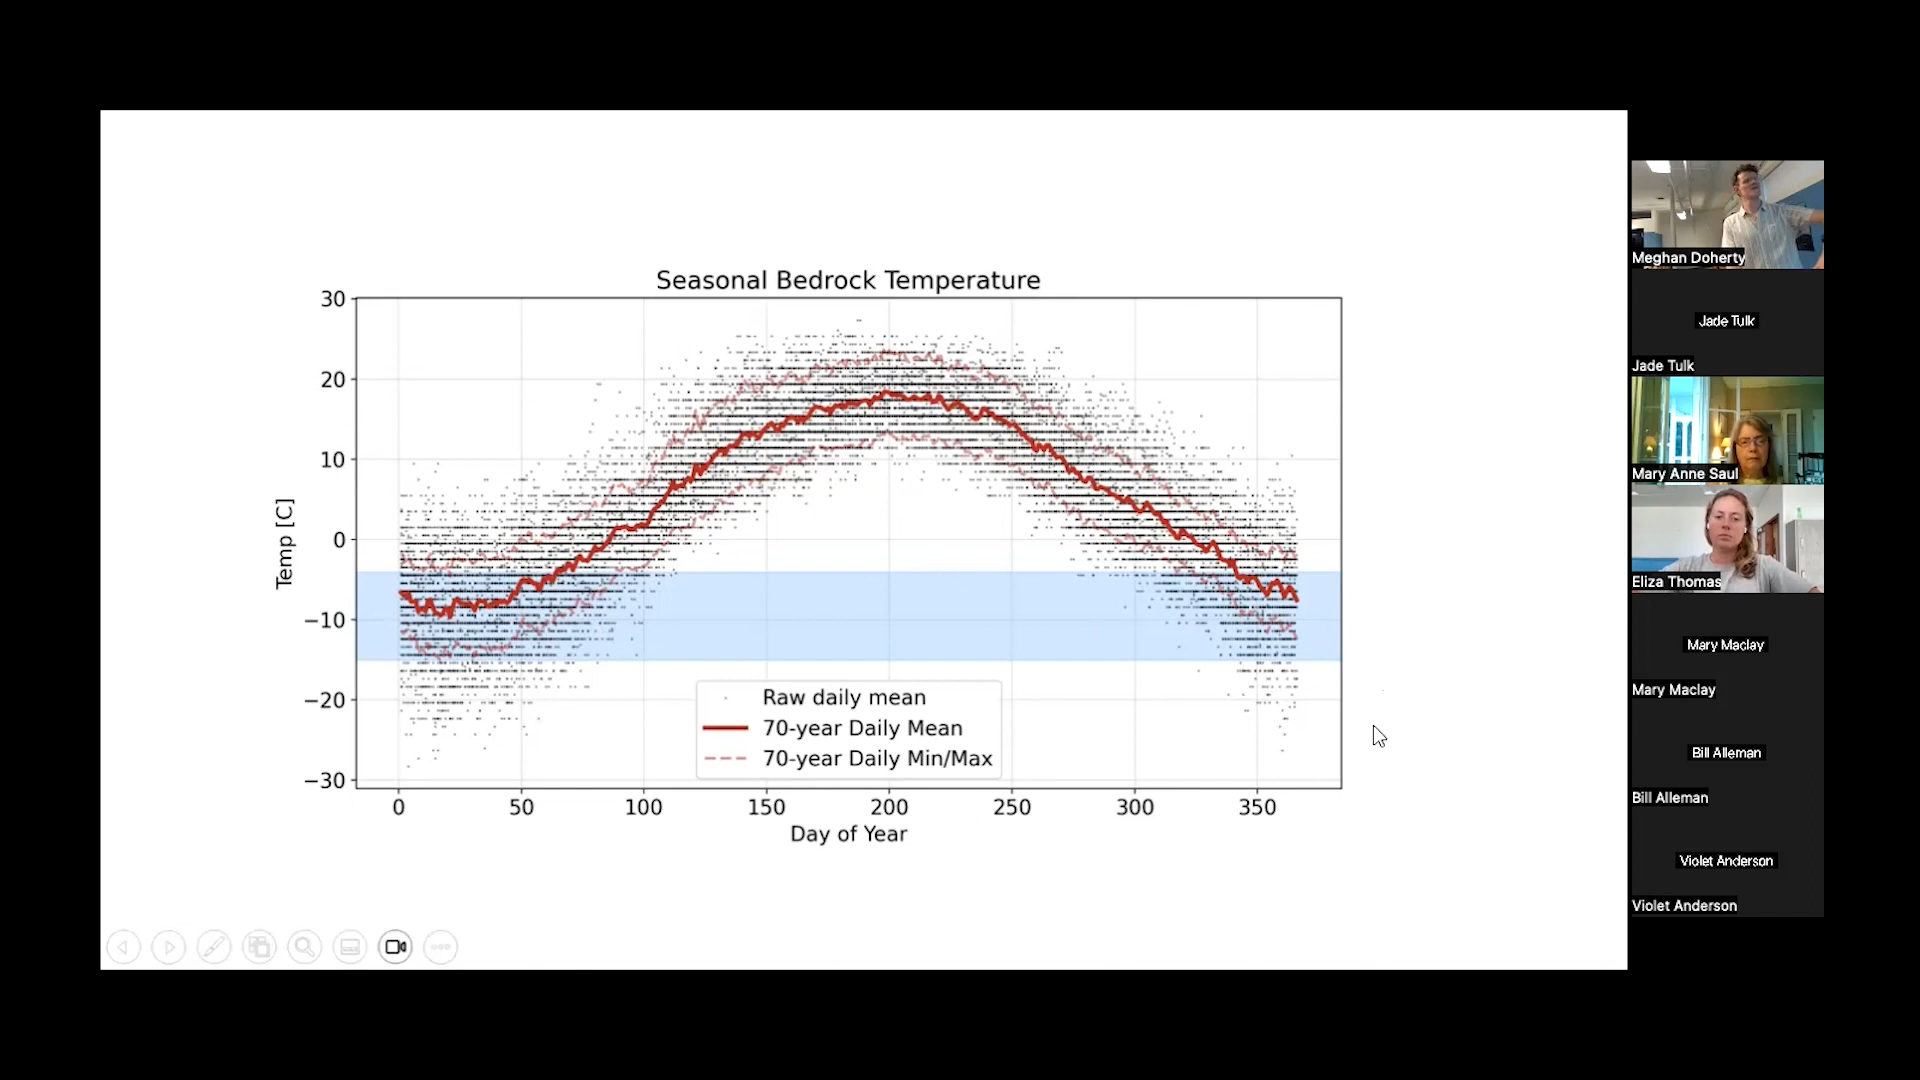 Seasonal Bedrock Temperature
30
20
10
0
−10
−20
−30
Temp [C]
Raw daily mean
70-year Daily Mean
70-year Daily Min/Max
0 50 100 150 200 250 300 350
Day of Year
Meghan Doherty
Jade Tulk
Jade Tulk
Mary Anne Saul
Eliza Thomas
Mary Maclay
Mary Maclay
Bill Alleman
Bill Alleman
Violet Anderson
Violet Anderson